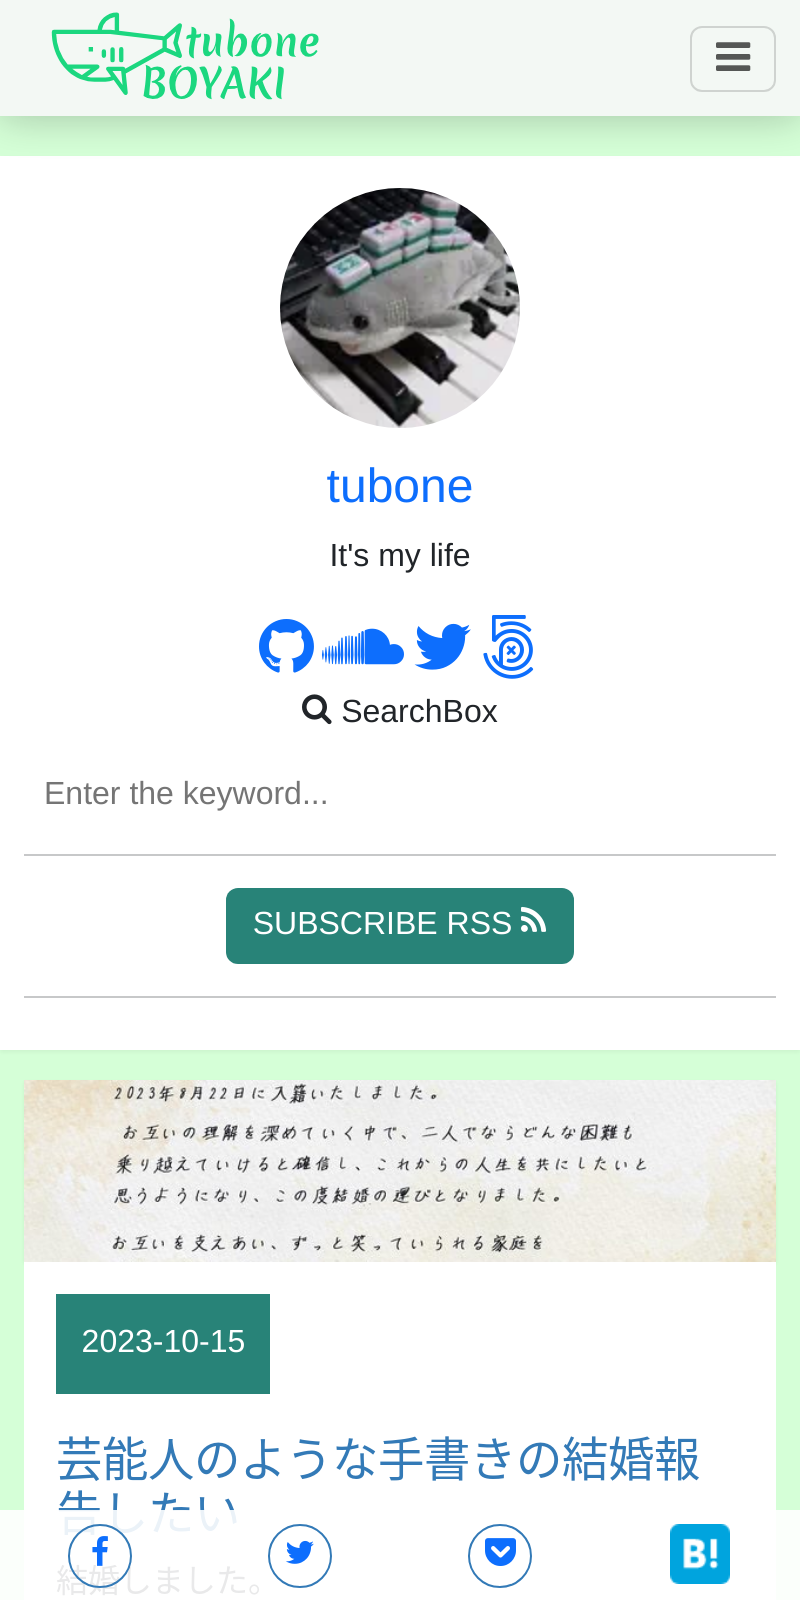 tubone
BOYAKI
tubone
It's my life
SearchBox
Enter the keyword...
SUBSCRIBE RSS
2023年8月22日に入籍いたしました。
お互いの理解を深めていく中で、二人でならどんな困難も
乗り越えていけると確信し、これからの人生を共にしたいと
思うようになり、この度結婚の運びとなりました。
お互いを支えあい、ずっと笑っていられる家庭を
2023-10-15
芸能人のような手書きの結婚報
告したい
結婚しました。
B!